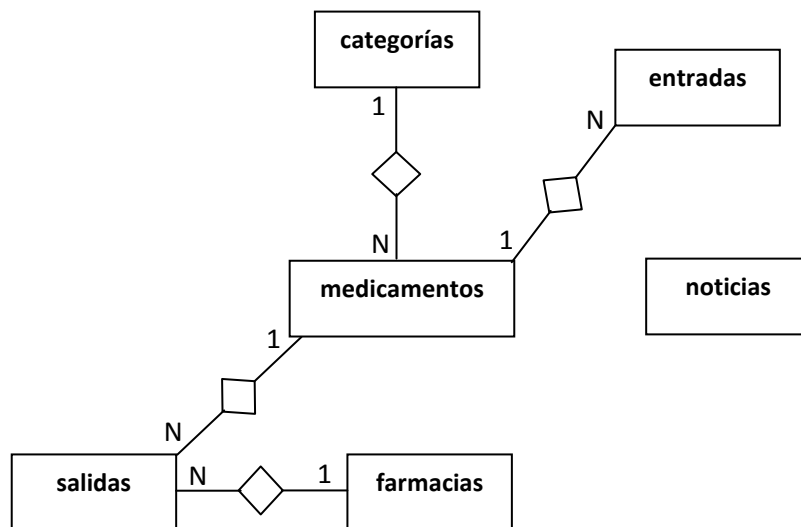 categorías
entradas
1
N
N
1
medicamentos
noticias
1
N
salidas
N
1
farmacias